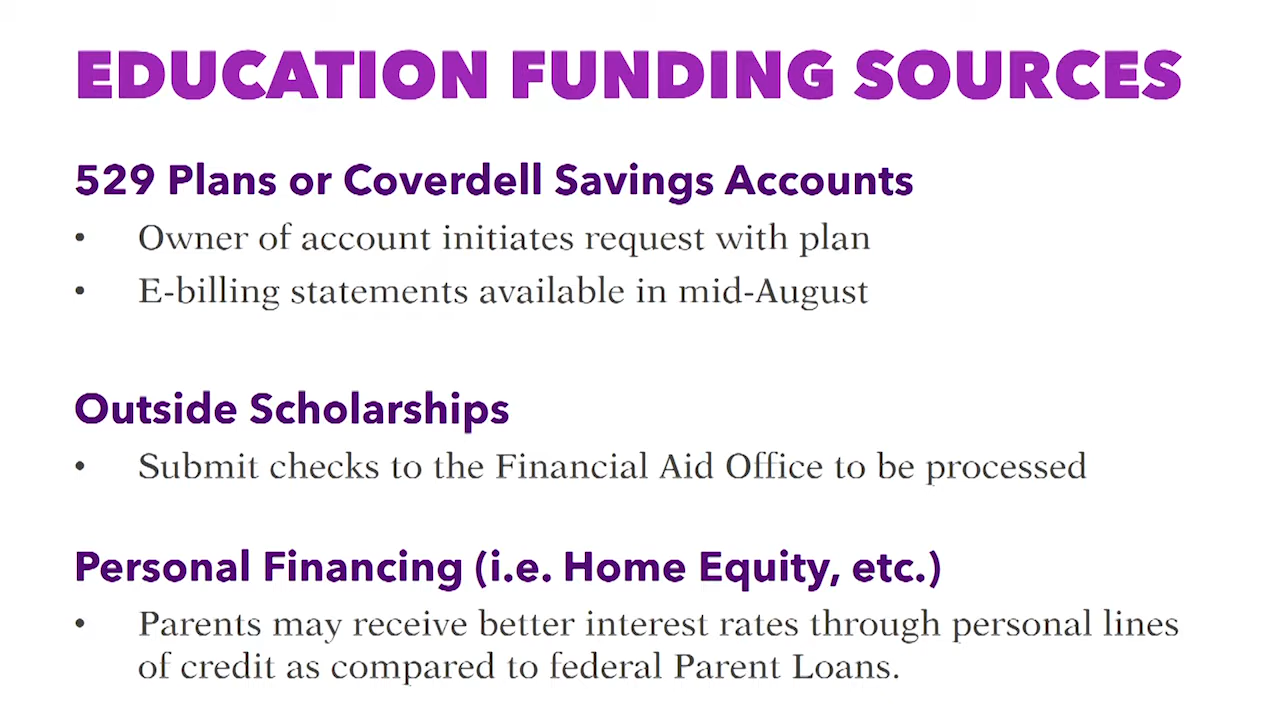 EDUCATION FUNDING SOURCES
529 Plans or Coverdell Savings Accounts
• Owner of account initiates request with plan
• E-billing statements available in mid-August
Outside Scholarships
• Submit checks to the Financial Aid Office to be processed
Personal Financing (i.e. Home Equity, etc.)
• Parents may receive better interest rates through personal lines
of credit as compared to federal Parent Loans.